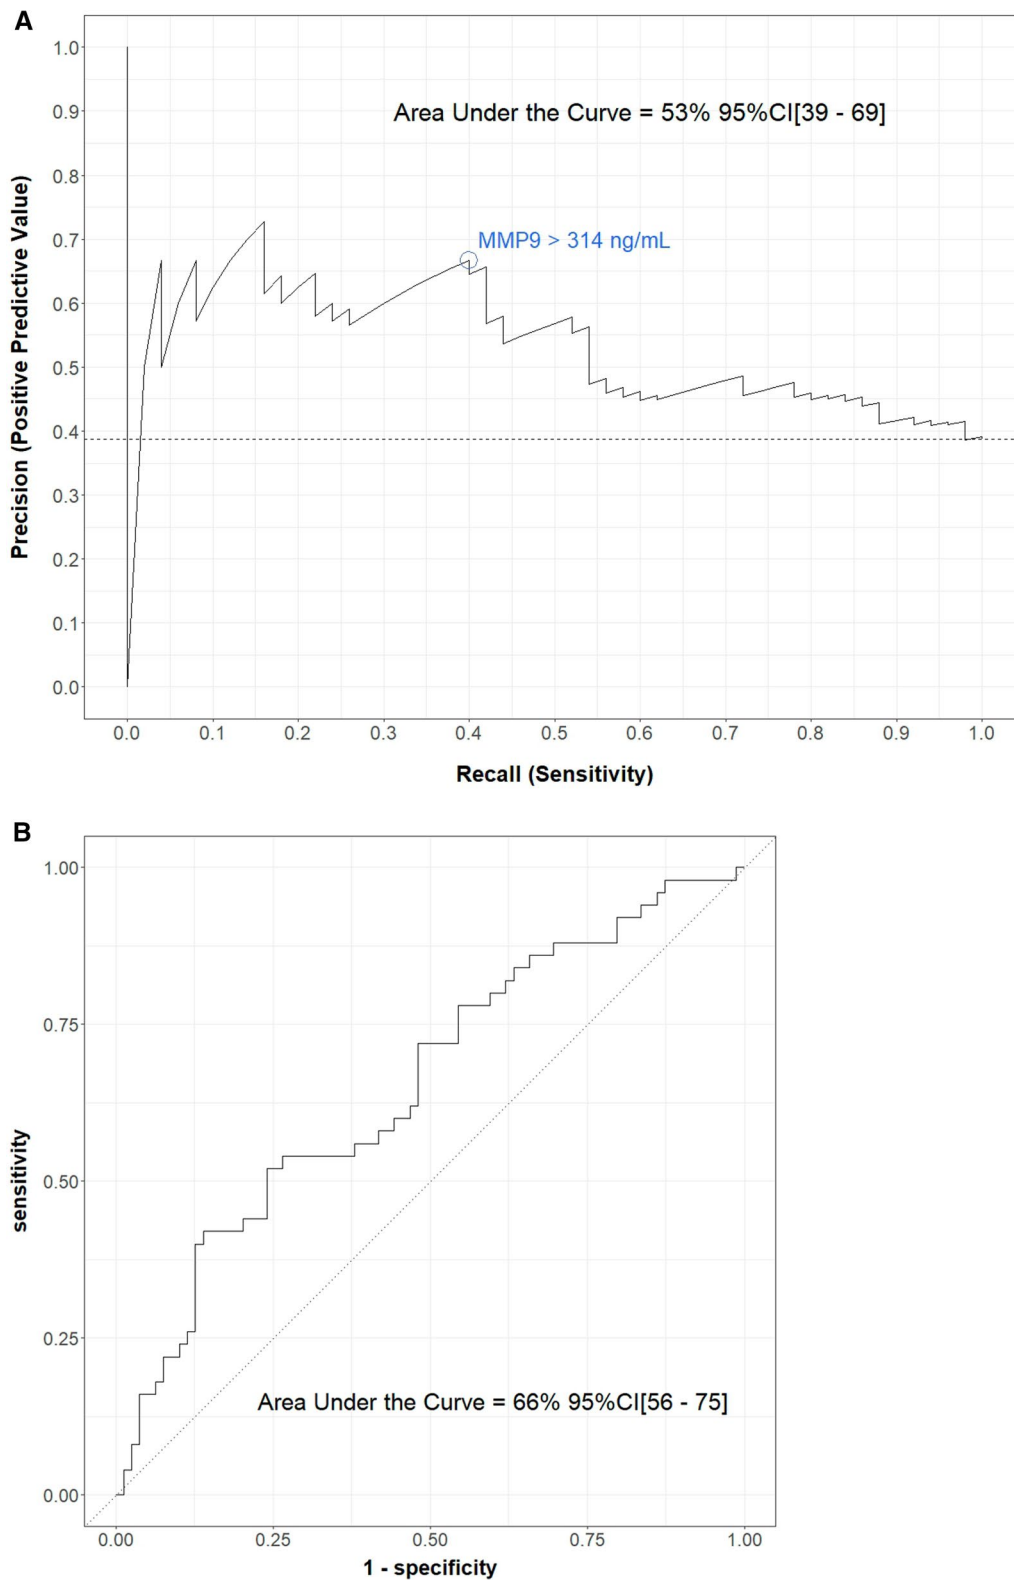 A
1.0
0.9
0.8
0.7
0.6
0.5
0.4
0.3
0.2
0.1
0.0
Precision (Positive Predictive Value)
Area Under the Curve = 53% 95%CI[39 - 69]
MMP9 > 314 ng/mL
0.0 0.1 0.2 0.3 0.4 0.5 0.6 0.7 0.8 0.9 1.0
Recall (Sensitivity)
B
1.00
0.75
0.50
0.25
0.00
sensitivity
Area Under the Curve = 66% 95%CI[56 - 75]
0.00 0.25 0.50 0.75 1.00
1 - specificity